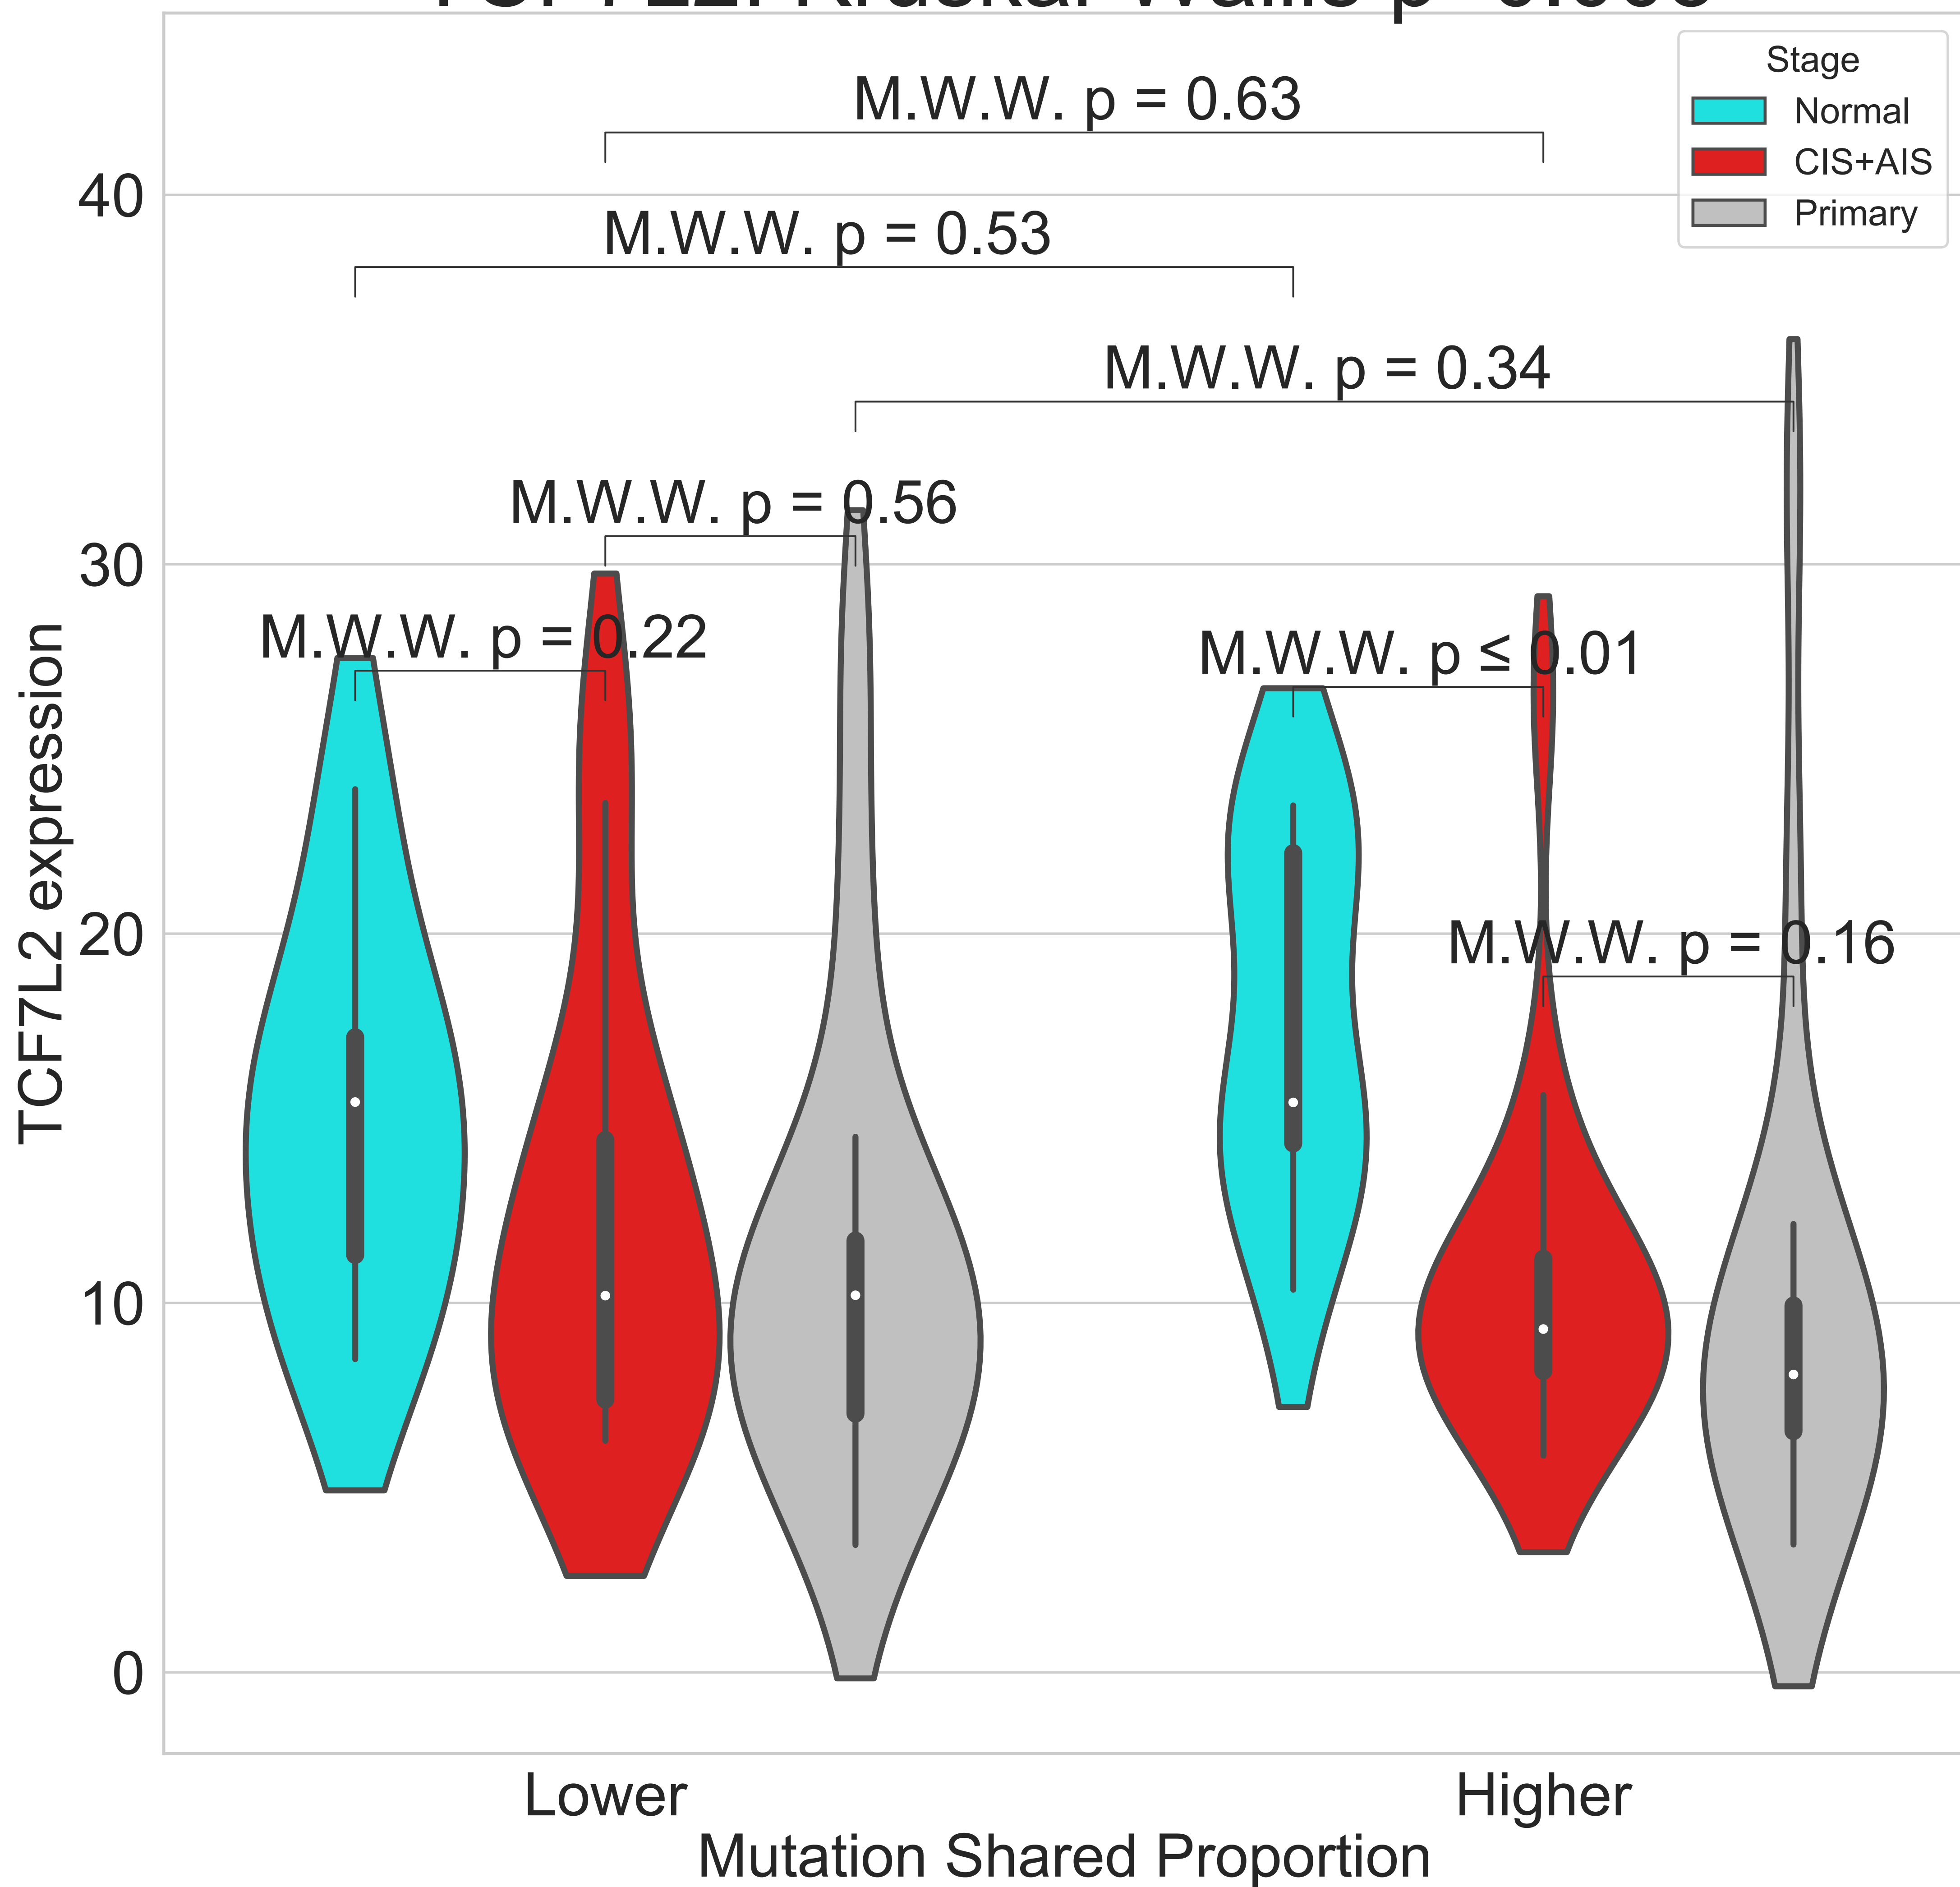 Stage
Normal
CIS+AIS
Primary
M.W.W. p = 0.63
40
M.W.W. p = 0.53
M.W.W. p = 0.34
M.W.W. p = 0.56
30
M.W.W. p = 0.22
M.W.W. p ≤ 0.01
TCF7L2 expression
20
M.W.W. p = 0.16
10
0
Lower
Higher
Mutation Shared Proportion